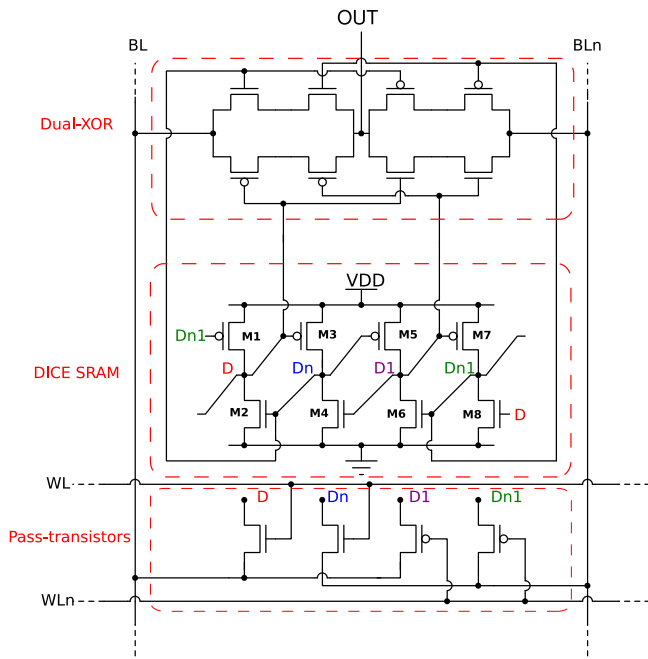 OUT
BL
BLn
Dual-XOR
VDD
Dn1
M1
M3
M5
M7
D
Dn
D1
Dn1
DICE SRAM
M2
M4
M6
M8
D
WL
D
Dn
D1
Dn1
Pass-transistors
WLn